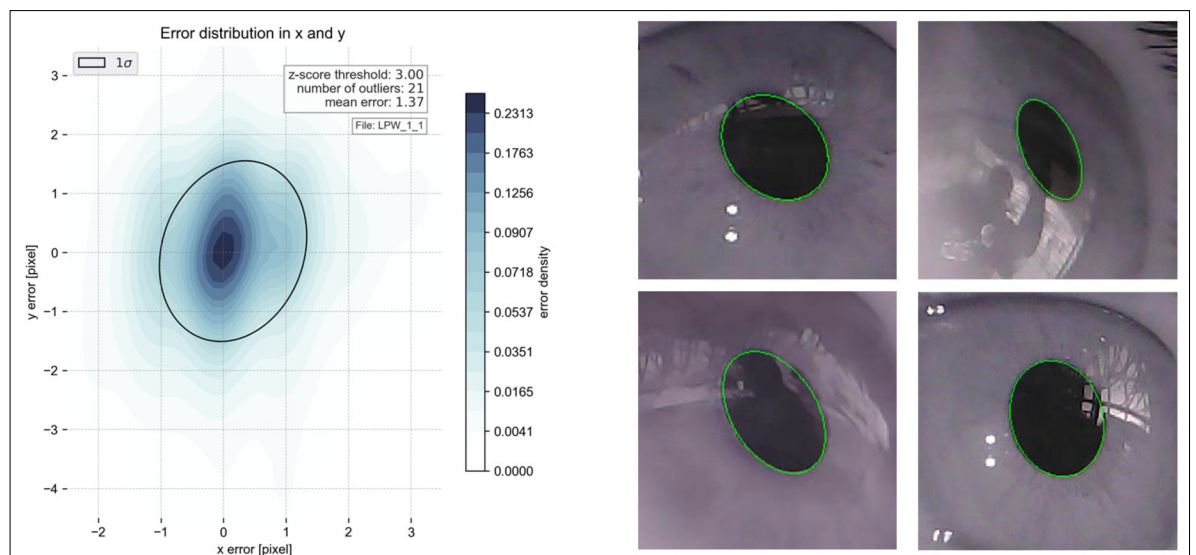 Error distribution in x and y
1σ
z-score threshold: 3.00
number of outliers: 21
mean error: 1.37
File: LPW_1_1
3
2
1
0
−1
−2
−3
−4
y error [pixel]
−2
−1
0
1
2
3
x error [pixel]
0.2313
0.1763
0.1256
0.0907
0.0718
0.0537
0.0351
0.0165
0.0041
0.0000
error density